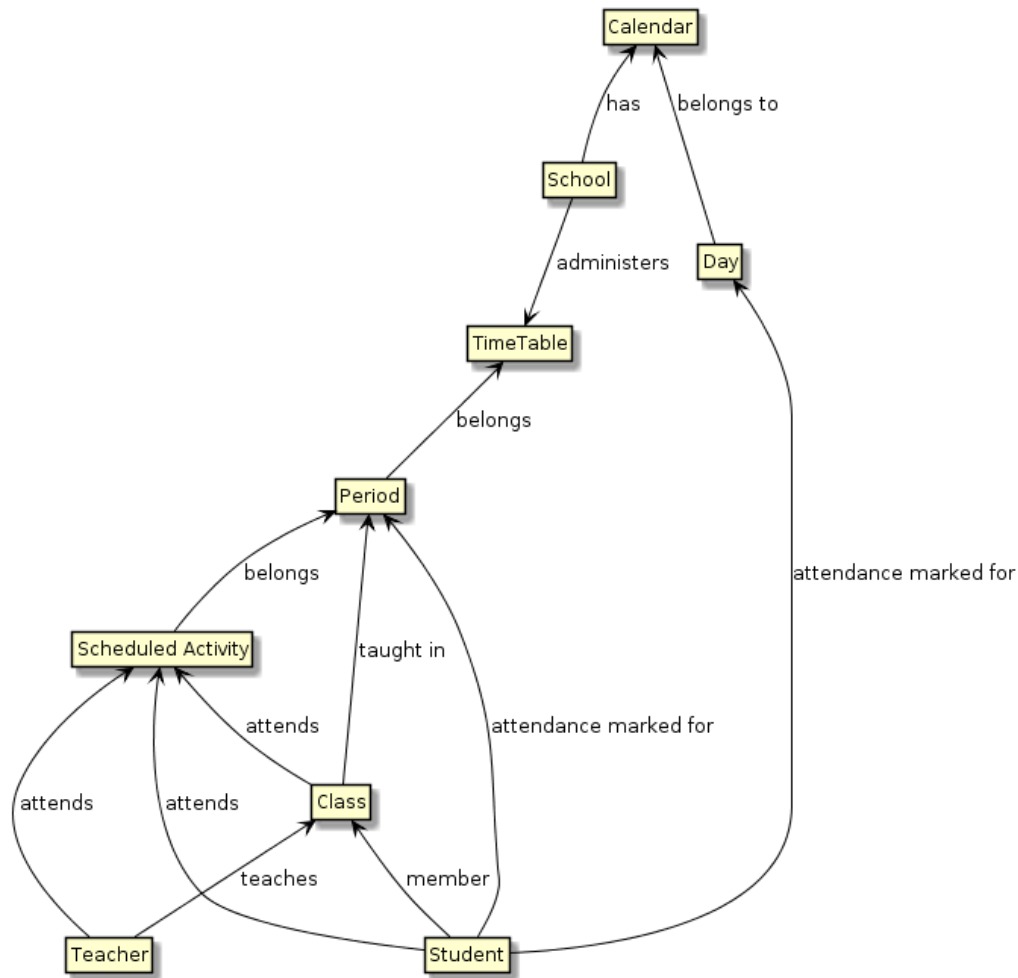 Calendar
has
belongs to
School
administers
Day
TimeTable
belongs
Period
belongs
attendance marked for
Scheduled Activity
taught in
attends
attendance marked for
Class
attends
attends
teaches
member
Teacher
Student